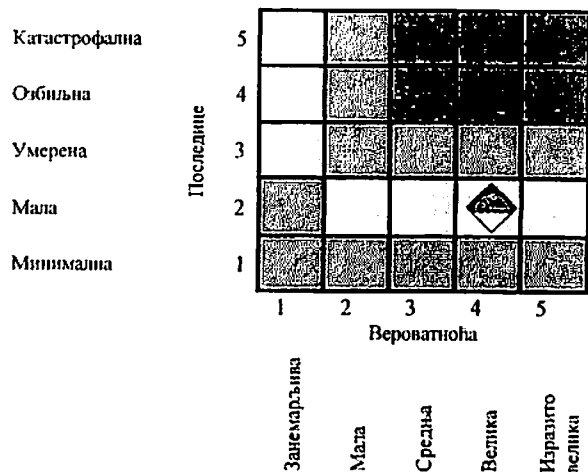 Катастрофална 5
Озбиљна 4
Умерена 3
Мала 2
Минимална 1
Последице
1 2 3 4 5
Вероватноћа
Занемарљива
Мала
Средња
Велика
Изразито
велика